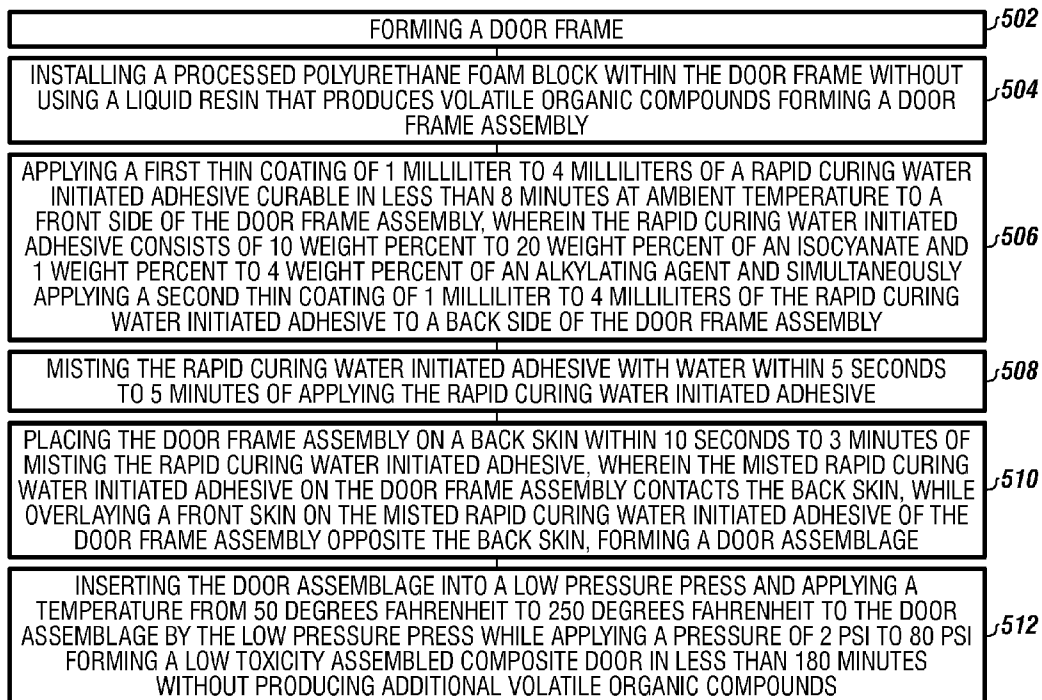 FORMING A DOOR FRAME
502
INSTALLING A PROCESSED POLYURETHANE FOAM BLOCK WITHIN THE DOOR FRAME WITHOUT
USING A LIQUID RESIN THAT PRODUCES VOLATILE ORGANIC COMPOUNDS FORMING A DOOR
FRAME ASSEMBLY
504
APPLYING A FIRST THIN COATING OF 1 MILLILITER TO 4 MILLILITERS OF A RAPID CURING WATER
INITIATED ADHESIVE CURABLE IN LESS THAN 8 MINUTES AT AMBIENT TEMPERATURE TO A
FRONT SIDE OF THE DOOR FRAME ASSEMBLY, WHEREIN THE RAPID CURING WATER INITIATED
ADHESIVE CONSISTS OF 10 WEIGHT PERCENT TO 20 WEIGHT PERCENT OF AN ISOCYANATE AND
1 WEIGHT PERCENT TO 4 WEIGHT PERCENT OF AN ALKYLATING AGENT AND SIMULTANEOUSLY
APPLYING A SECOND THIN COATING OF 1 MILLILITER TO 4 MILLILITERS OF THE RAPID CURING
WATER INITIATED ADHESIVE TO A BACK SIDE OF THE DOOR FRAME ASSEMBLY
506
MISTING THE RAPID CURING WATER INITIATED ADHESIVE WITH WATER WITHIN 5 SECONDS
TO 5 MINUTES OF APPLYING THE RAPID CURING WATER INITIATED ADHESIVE
508
PLACING THE DOOR FRAME ASSEMBLY ON A BACK SKIN WITHIN 10 SECONDS TO 3 MINUTES OF
MISTING THE RAPID CURING WATER INITIATED ADHESIVE, WHEREIN THE MISTED RAPID CURING
WATER INITIATED ADHESIVE ON THE DOOR FRAME ASSEMBLY CONTACTS THE BACK SKIN, WHILE
OVERLAYING A FRONT SKIN ON THE MISTED RAPID CURING WATER INITIATED ADHESIVE OF THE
DOOR FRAME ASSEMBLY OPPOSITE THE BACK SKIN, FORMING A DOOR ASSEMBLAGE
510
INSERTING THE DOOR ASSEMBLAGE INTO A LOW PRESSURE PRESS AND APPLYING A
TEMPERATURE FROM 50 DEGREES FAHRENHEIT TO 250 DEGREES FAHRENHEIT TO THE DOOR
ASSEMBLAGE BY THE LOW PRESSURE PRESS WHILE APPLYING A PRESSURE OF 2 PSI TO 80 PSI
FORMING A LOW TOXICITY ASSEMBLED COMPOSITE DOOR IN LESS THAN 180 MINUTES
WITHOUT PRODUCING ADDITIONAL VOLATILE ORGANIC COMPOUNDS
512